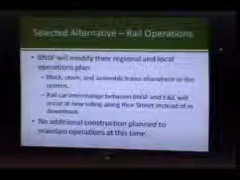 Selected Alternative – Rail Operations
• BNSF will modify their regional and local
operations plan
– Block, store, and assemble trains elsewhere in the
system.
– Rail car interchange between BNSF and
will
occur at new siding along Rice Street instead of in
downtown.
• No additional construction planned to
maintain operations at this time.